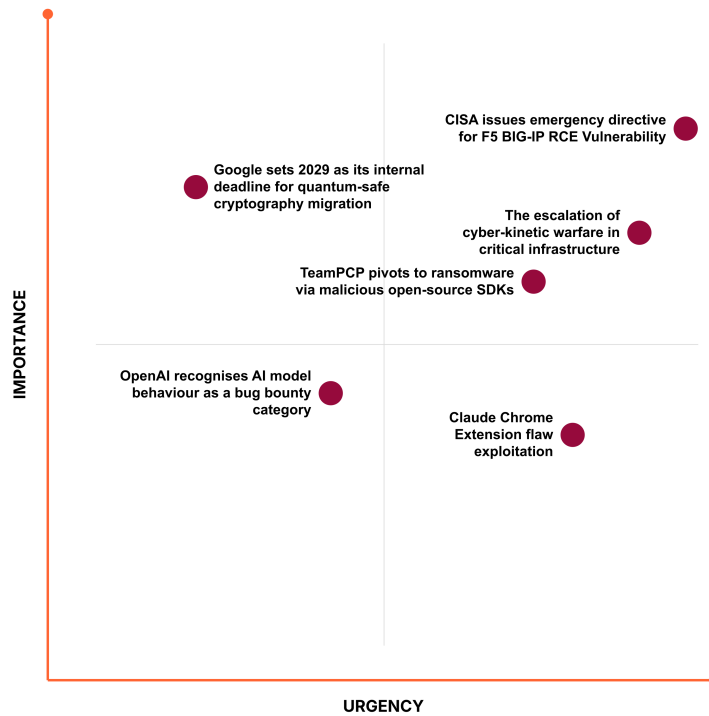 CISA issues emergency directive
for F5 BIG-IP RCE Vulnerability
Google sets 2029 as its internal
deadline for quantum-safe
cryptography migration
The escalation of
cyber-kinetic warfare in
critical infrastructure
TeamPCP pivots to ransomware
via malicious open-source SDKs
IMPORTANCE
OpenAI recognises AI model
behaviour as a bug bounty
category
Claude Chrome
Extension flaw
exploitation
URGENCY